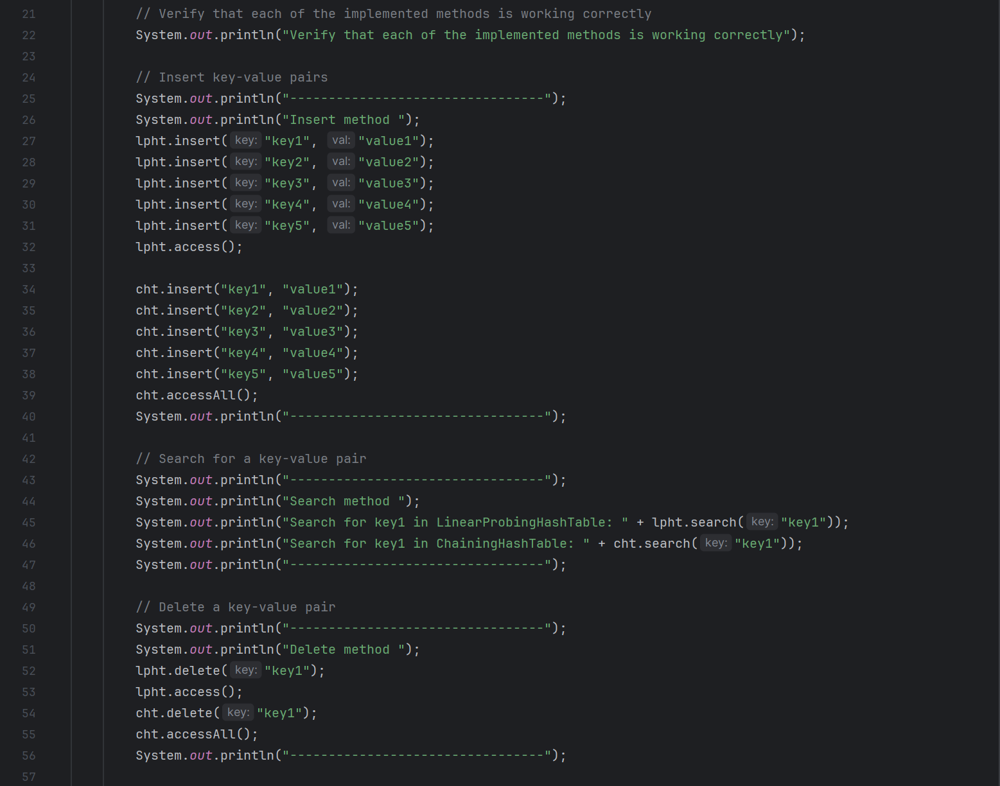 21 // Verify that each of the implemented methods is working correctly
22 System.out.println("Verify that each of the implemented methods is working correctly");
23
24 // Insert key-value pairs
25 System.out.println("---------------------------------");
26 System.out.println("Insert method ");
27 lpht.insert( key: "key1", val: "value1");
28 lpht.insert( key: "key2", val: "value2");
29 lpht.insert( key: "key3", val: "value3");
30 lpht.insert( key: "key4", val: "value4");
31 lpht.insert( key: "key5", val: "value5");
32 lpht.access();
33
34 cht.insert("key1", "value1");
35 cht.insert("key2", "value2");
36 cht.insert("key3", "value3");
37 cht.insert("key4", "value4");
38 cht.insert("key5", "value5");
39 cht.accessAll();
40 System.out.println("---------------------------------");
41
42 // Search for a key-value pair
43 System.out.println("---------------------------------");
44 System.out.println("Search method ");
45 System.out.println("Search for key1 in LinearProbingHashTable: " + lpht.search( key: "key1"));
46 System.out.println("Search for key1 in ChainingHashTable: " + cht.search( key: "key1"));
47 System.out.println("---------------------------------");
48
49 // Delete a key-value pair
50 System.out.println("---------------------------------");
51 System.out.println("Delete method ");
52 lpht.delete( key: "key1");
53 lpht.access();
54 cht.delete( key: "key1");
55 cht.accessAll();
56 System.out.println("---------------------------------");
57